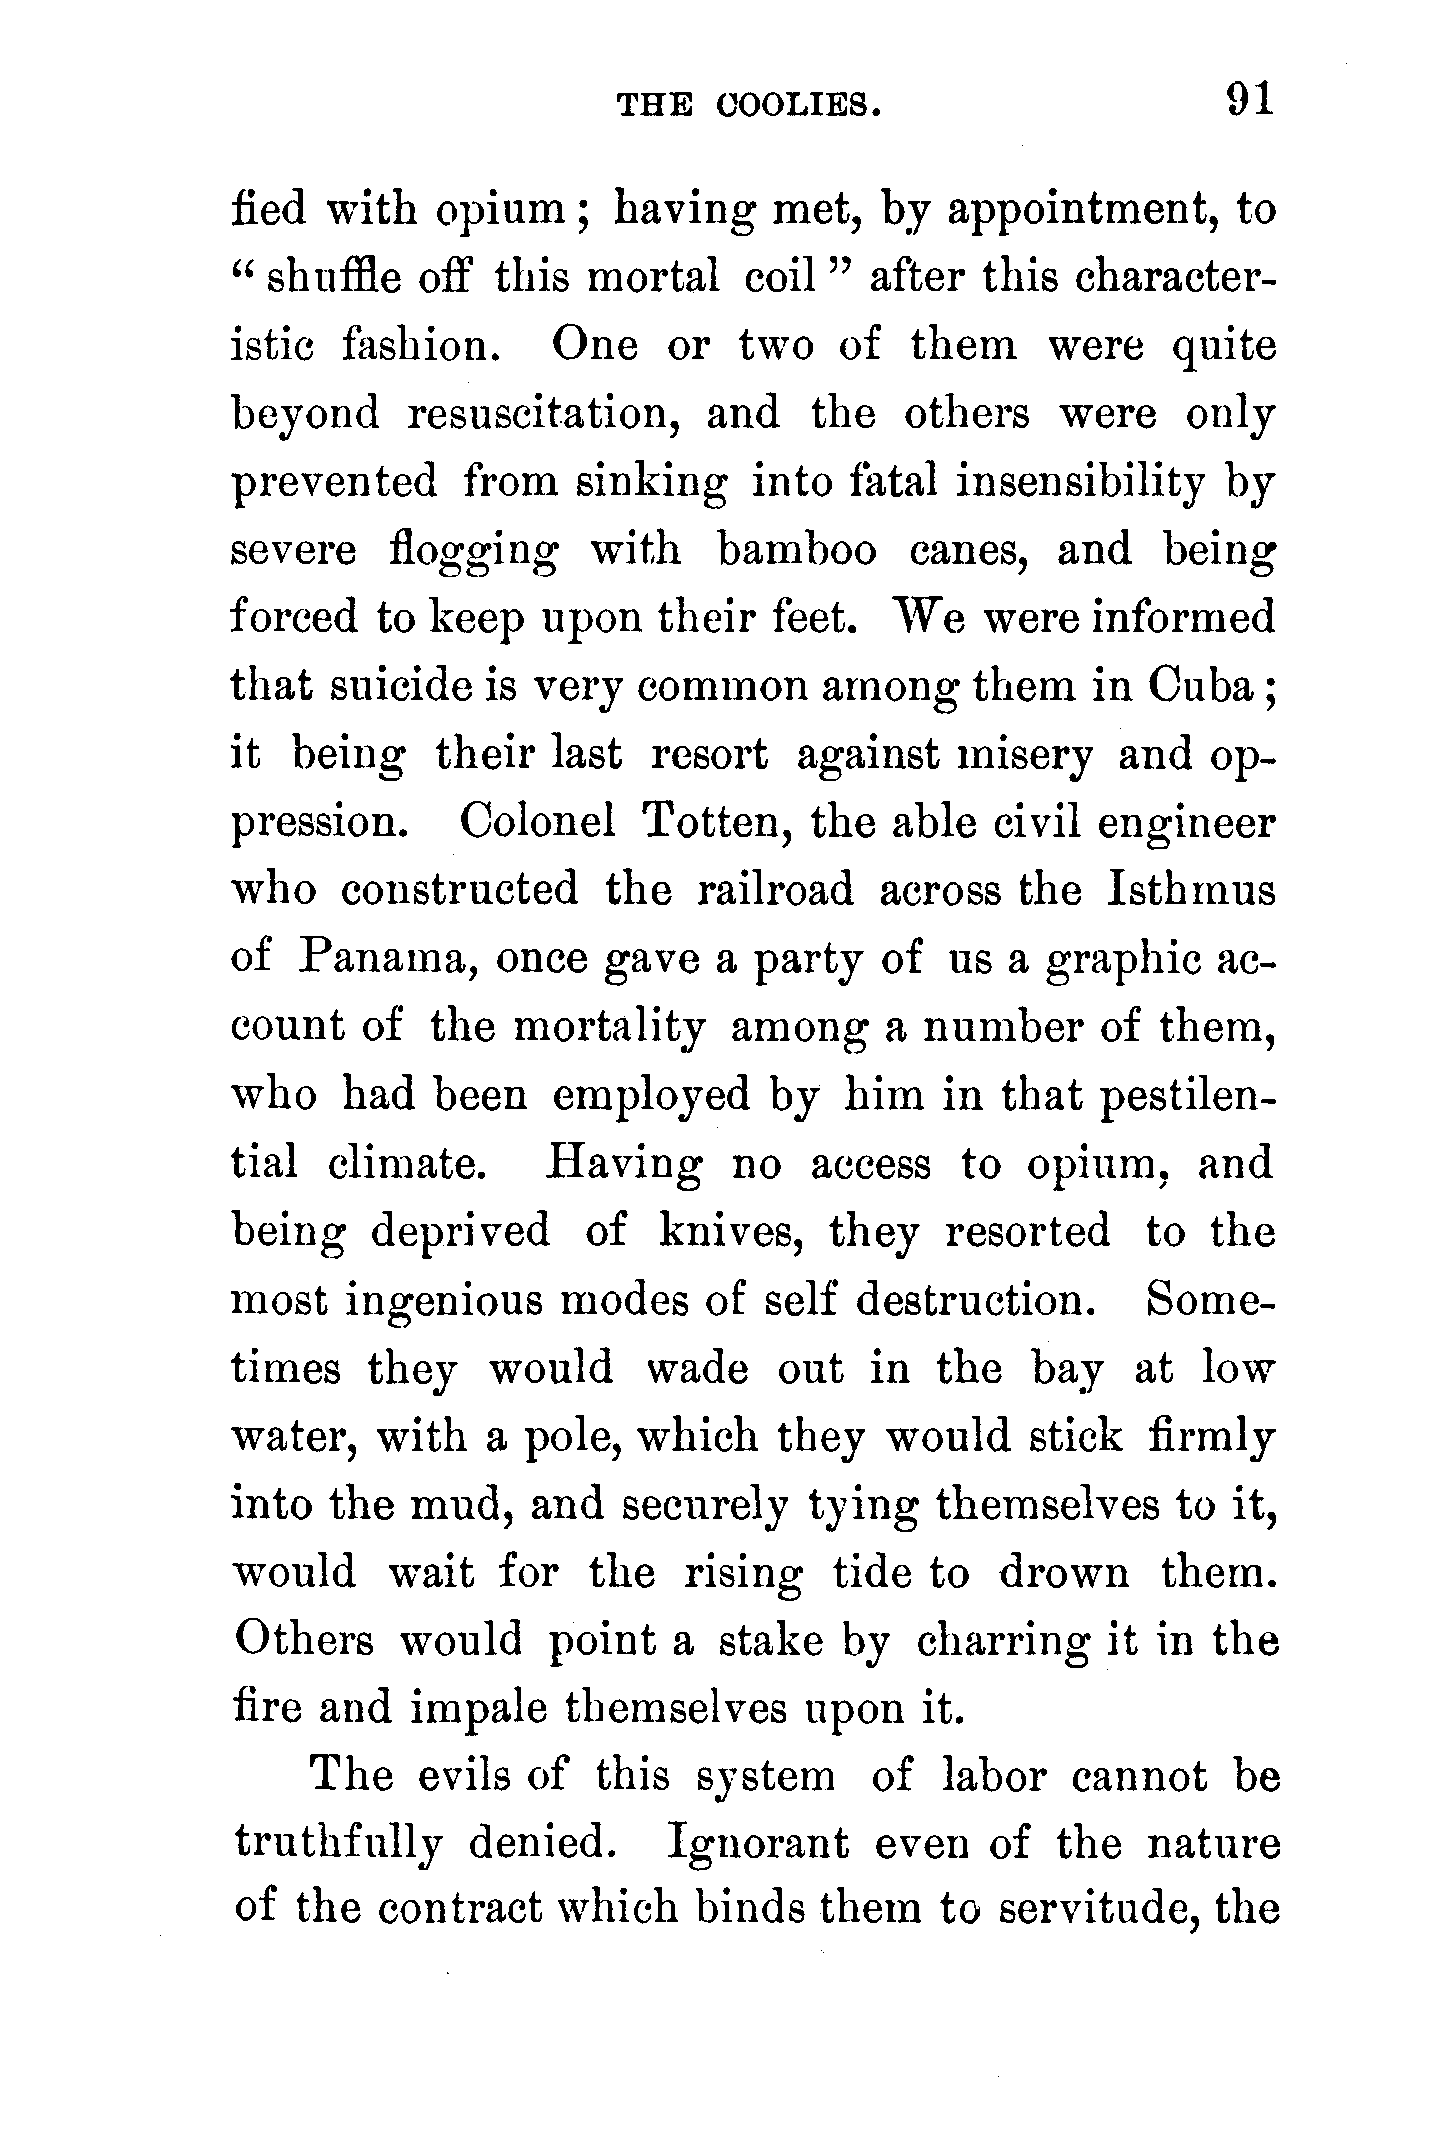 THE COOLIES. 91
fied with opium ; having met, by appointment, to
“ shuffle off this mortal coil ” after this character-
istic fashion. One or two of them were quite
beyond resuscitation, and the others were only
prevented from sinking into fatal insensibility by
severe flogging with bamboo canes, and being
forced to keep upon their feet. We were informed
that suicide is very common among them in Cuba ;
it being their last resort against misery and op-
pression. Colonel Totten, the able civil engineer
who constructed the railroad across the Isthmus
of Panama, once gave a party of us a graphic ac-
count of the mortality among a number of them,
who had been employed by him in that pestilen-
tial climate. Having no access to opium, and
being deprived of knives, they resorted to the
most ingenious modes of self destruction. Some-
times they would wade out in the bay at low
water, with a pole, which they would stick firmly
into the mud, and securely tying themselves to it,
would wait for the rising tide to drown them.
Others would point a stake by charring it in the
fire and impale themselves upon it.
The evils of this system of labor cannot be
truthfully denied. Ignorant even of the nature
of the contract which binds them to servitude, the